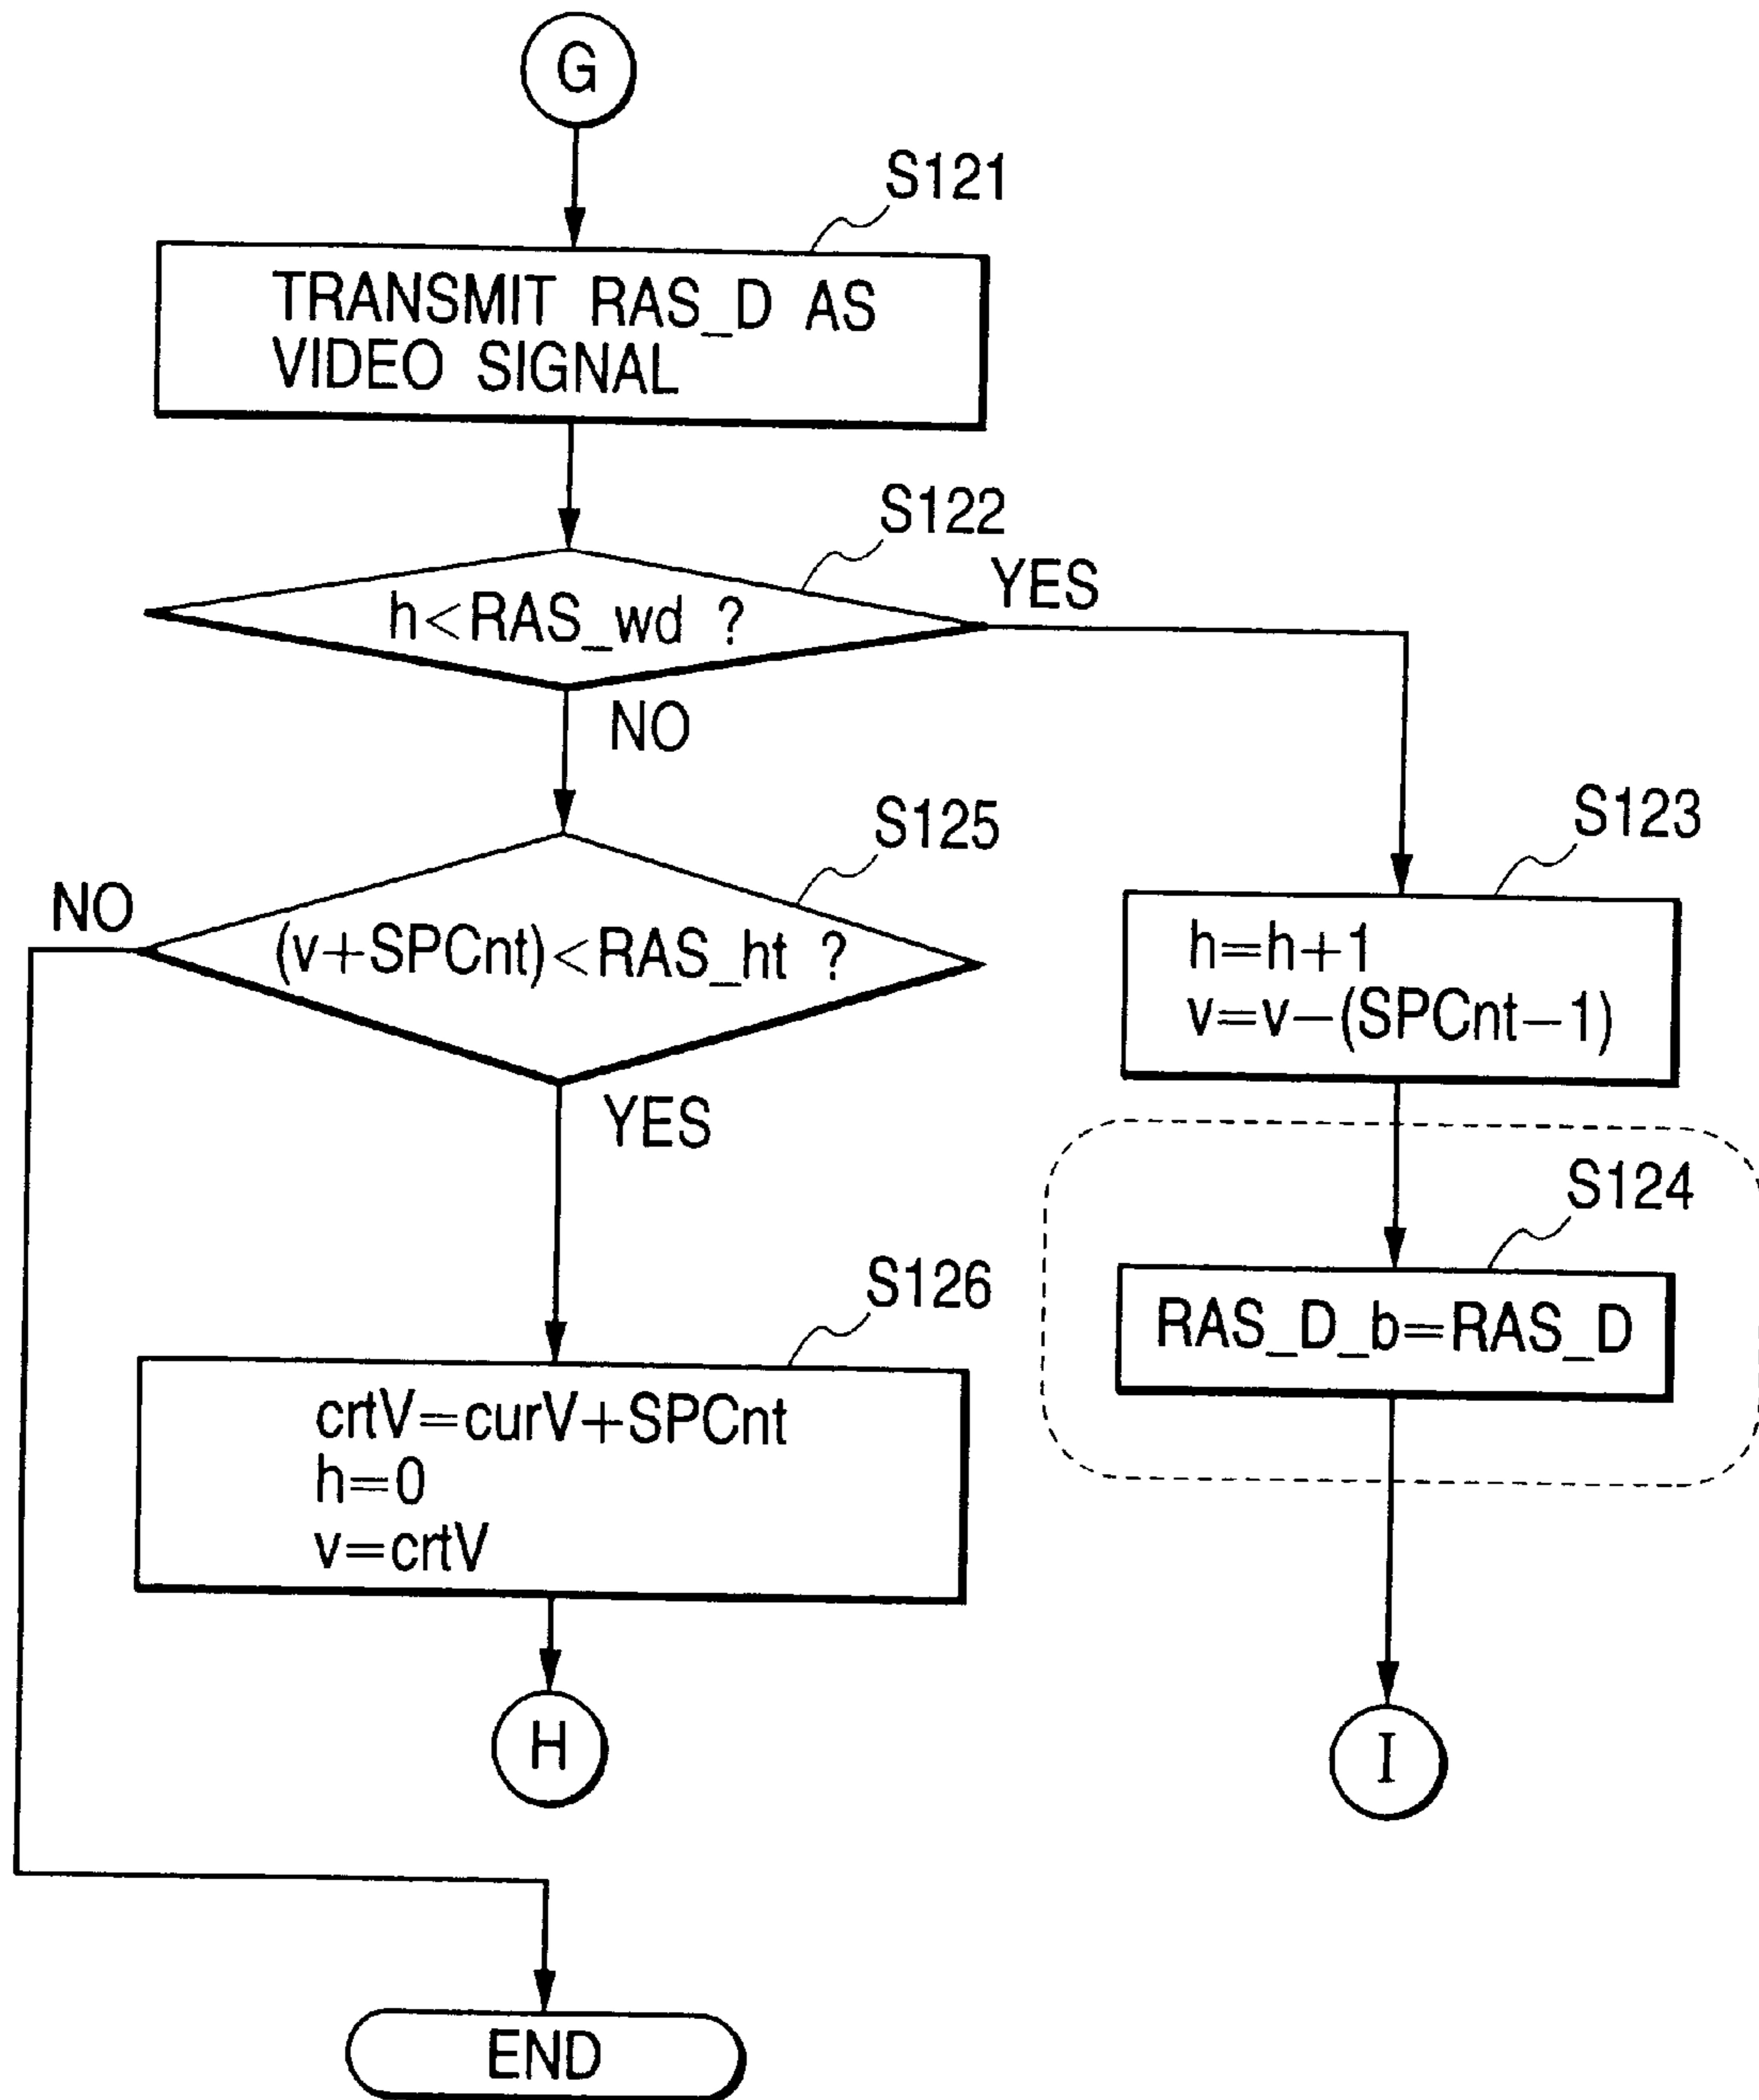 G
S121
TRANSMIT RAS_D AS
VIDEO SIGNAL
S122
h<RAS_wd ?
YES
NO
S125
(v+SPCnt)<RAS_ht ?
NO
YES
S123
h=h+1
v=v-(SPCnt-1)
S124
RAS_D_b=RAS_D
S126
crtV=curV+SPCnt
h=0
v=crtV
H
I
END